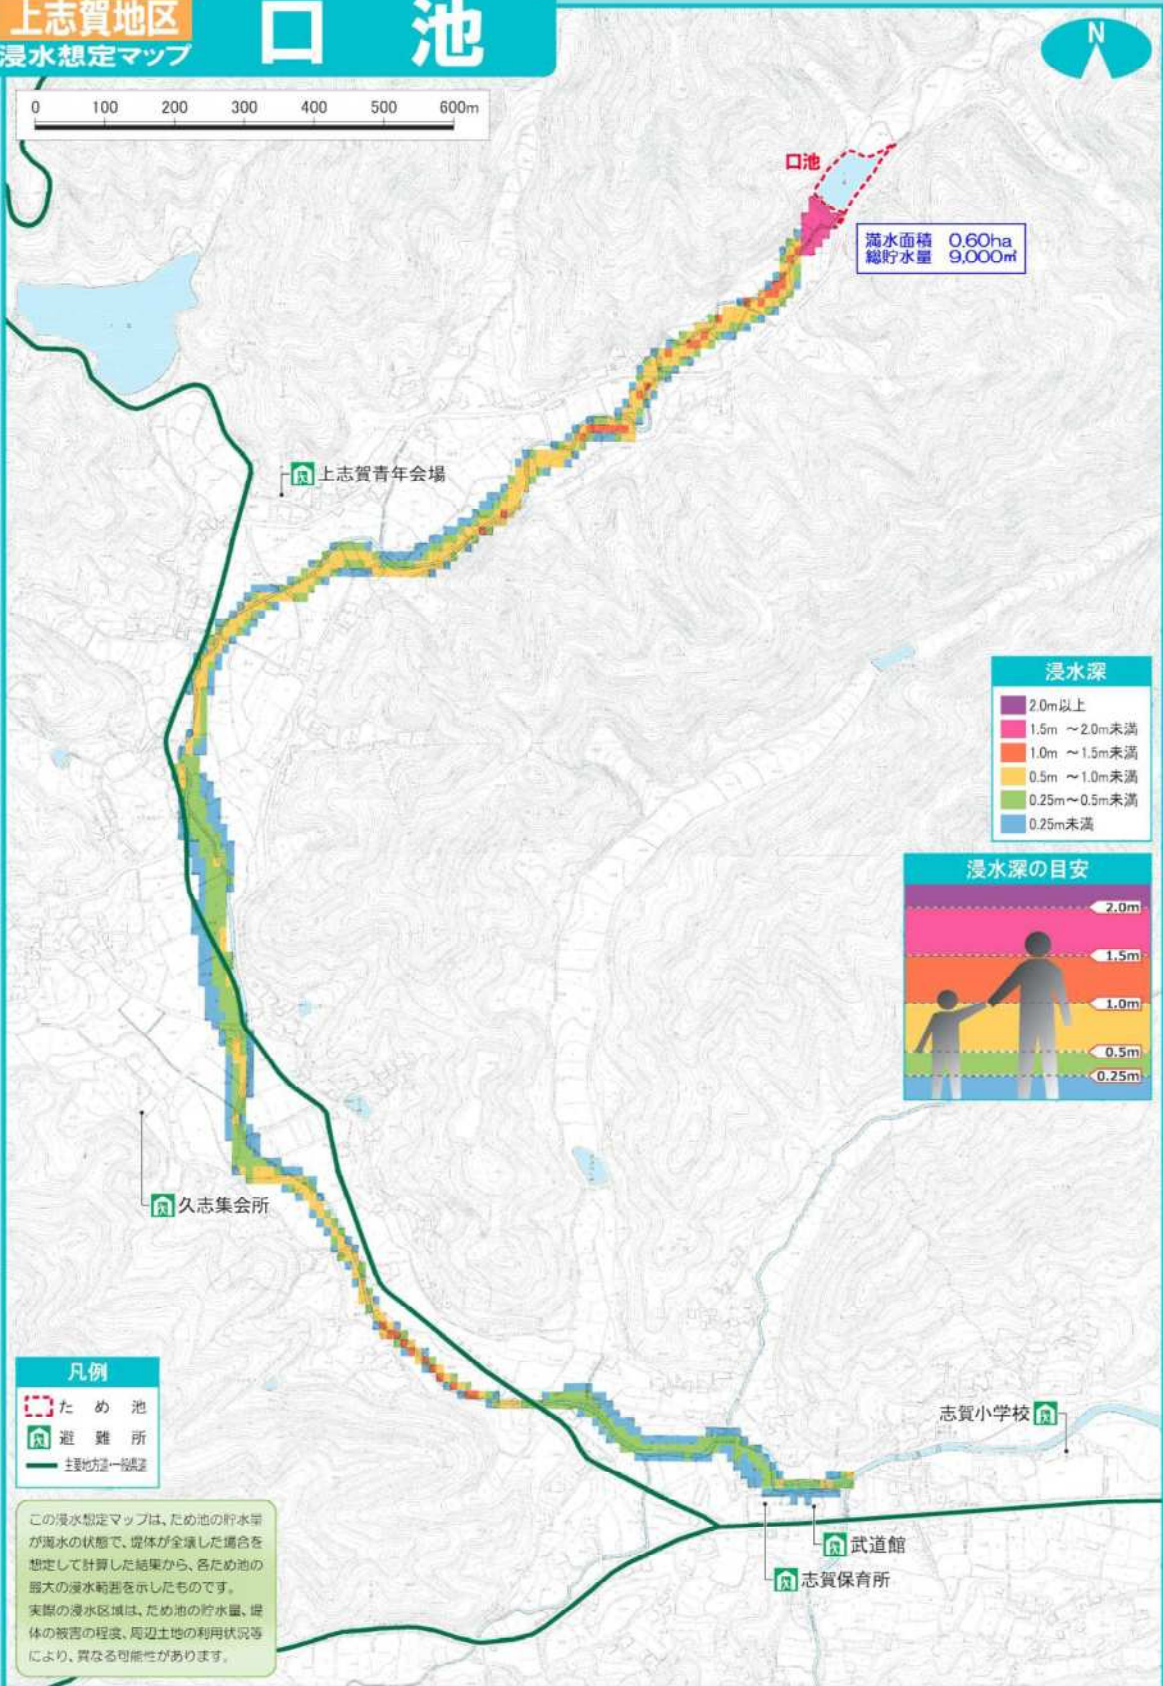 上志賀地区
浸水想定マップ
口池
N
0 100 200 300 400 500 600m
口池
満水面積 0.60ha
総貯水量 9,000㎥
上志賀青年会場
浸水深
2.0m以上
1.5m ～2.0m未満
1.0m ～1.5m未満
0.5m ～1.0m未満
0.25m～0.5m未満
0.25m未満
浸水深の目安
2.0m
1.5m
1.0m
0.5m
0.25m
久志集会所
凡例
ため池
避難所
主要地方道・一般県道
志賀小学校
武道館
志賀保育所
この浸水想定マップは、ため池の貯水量
が満水の状態で、堤体が全壊した場合を
想定して計算した結果から、各ため池の
最大の浸水範囲を示したものです。
実際の浸水区域は、ため池の貯水量、堤
体の被害の程度、周辺土地の利用状況等
により、異なる可能性があります。